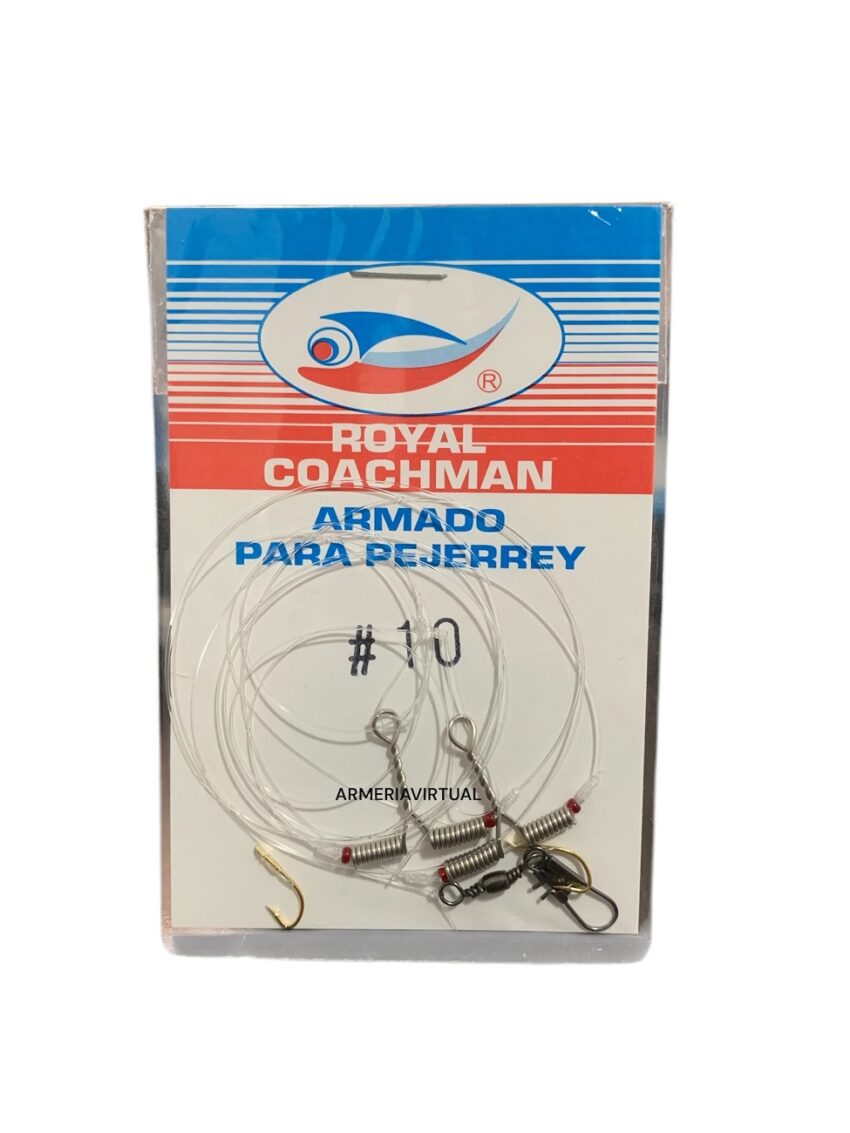 ®
ROYAL
COACHMAN
ARMADO
PARA PEJERREY
#10
ARMERIAVIRTUAL